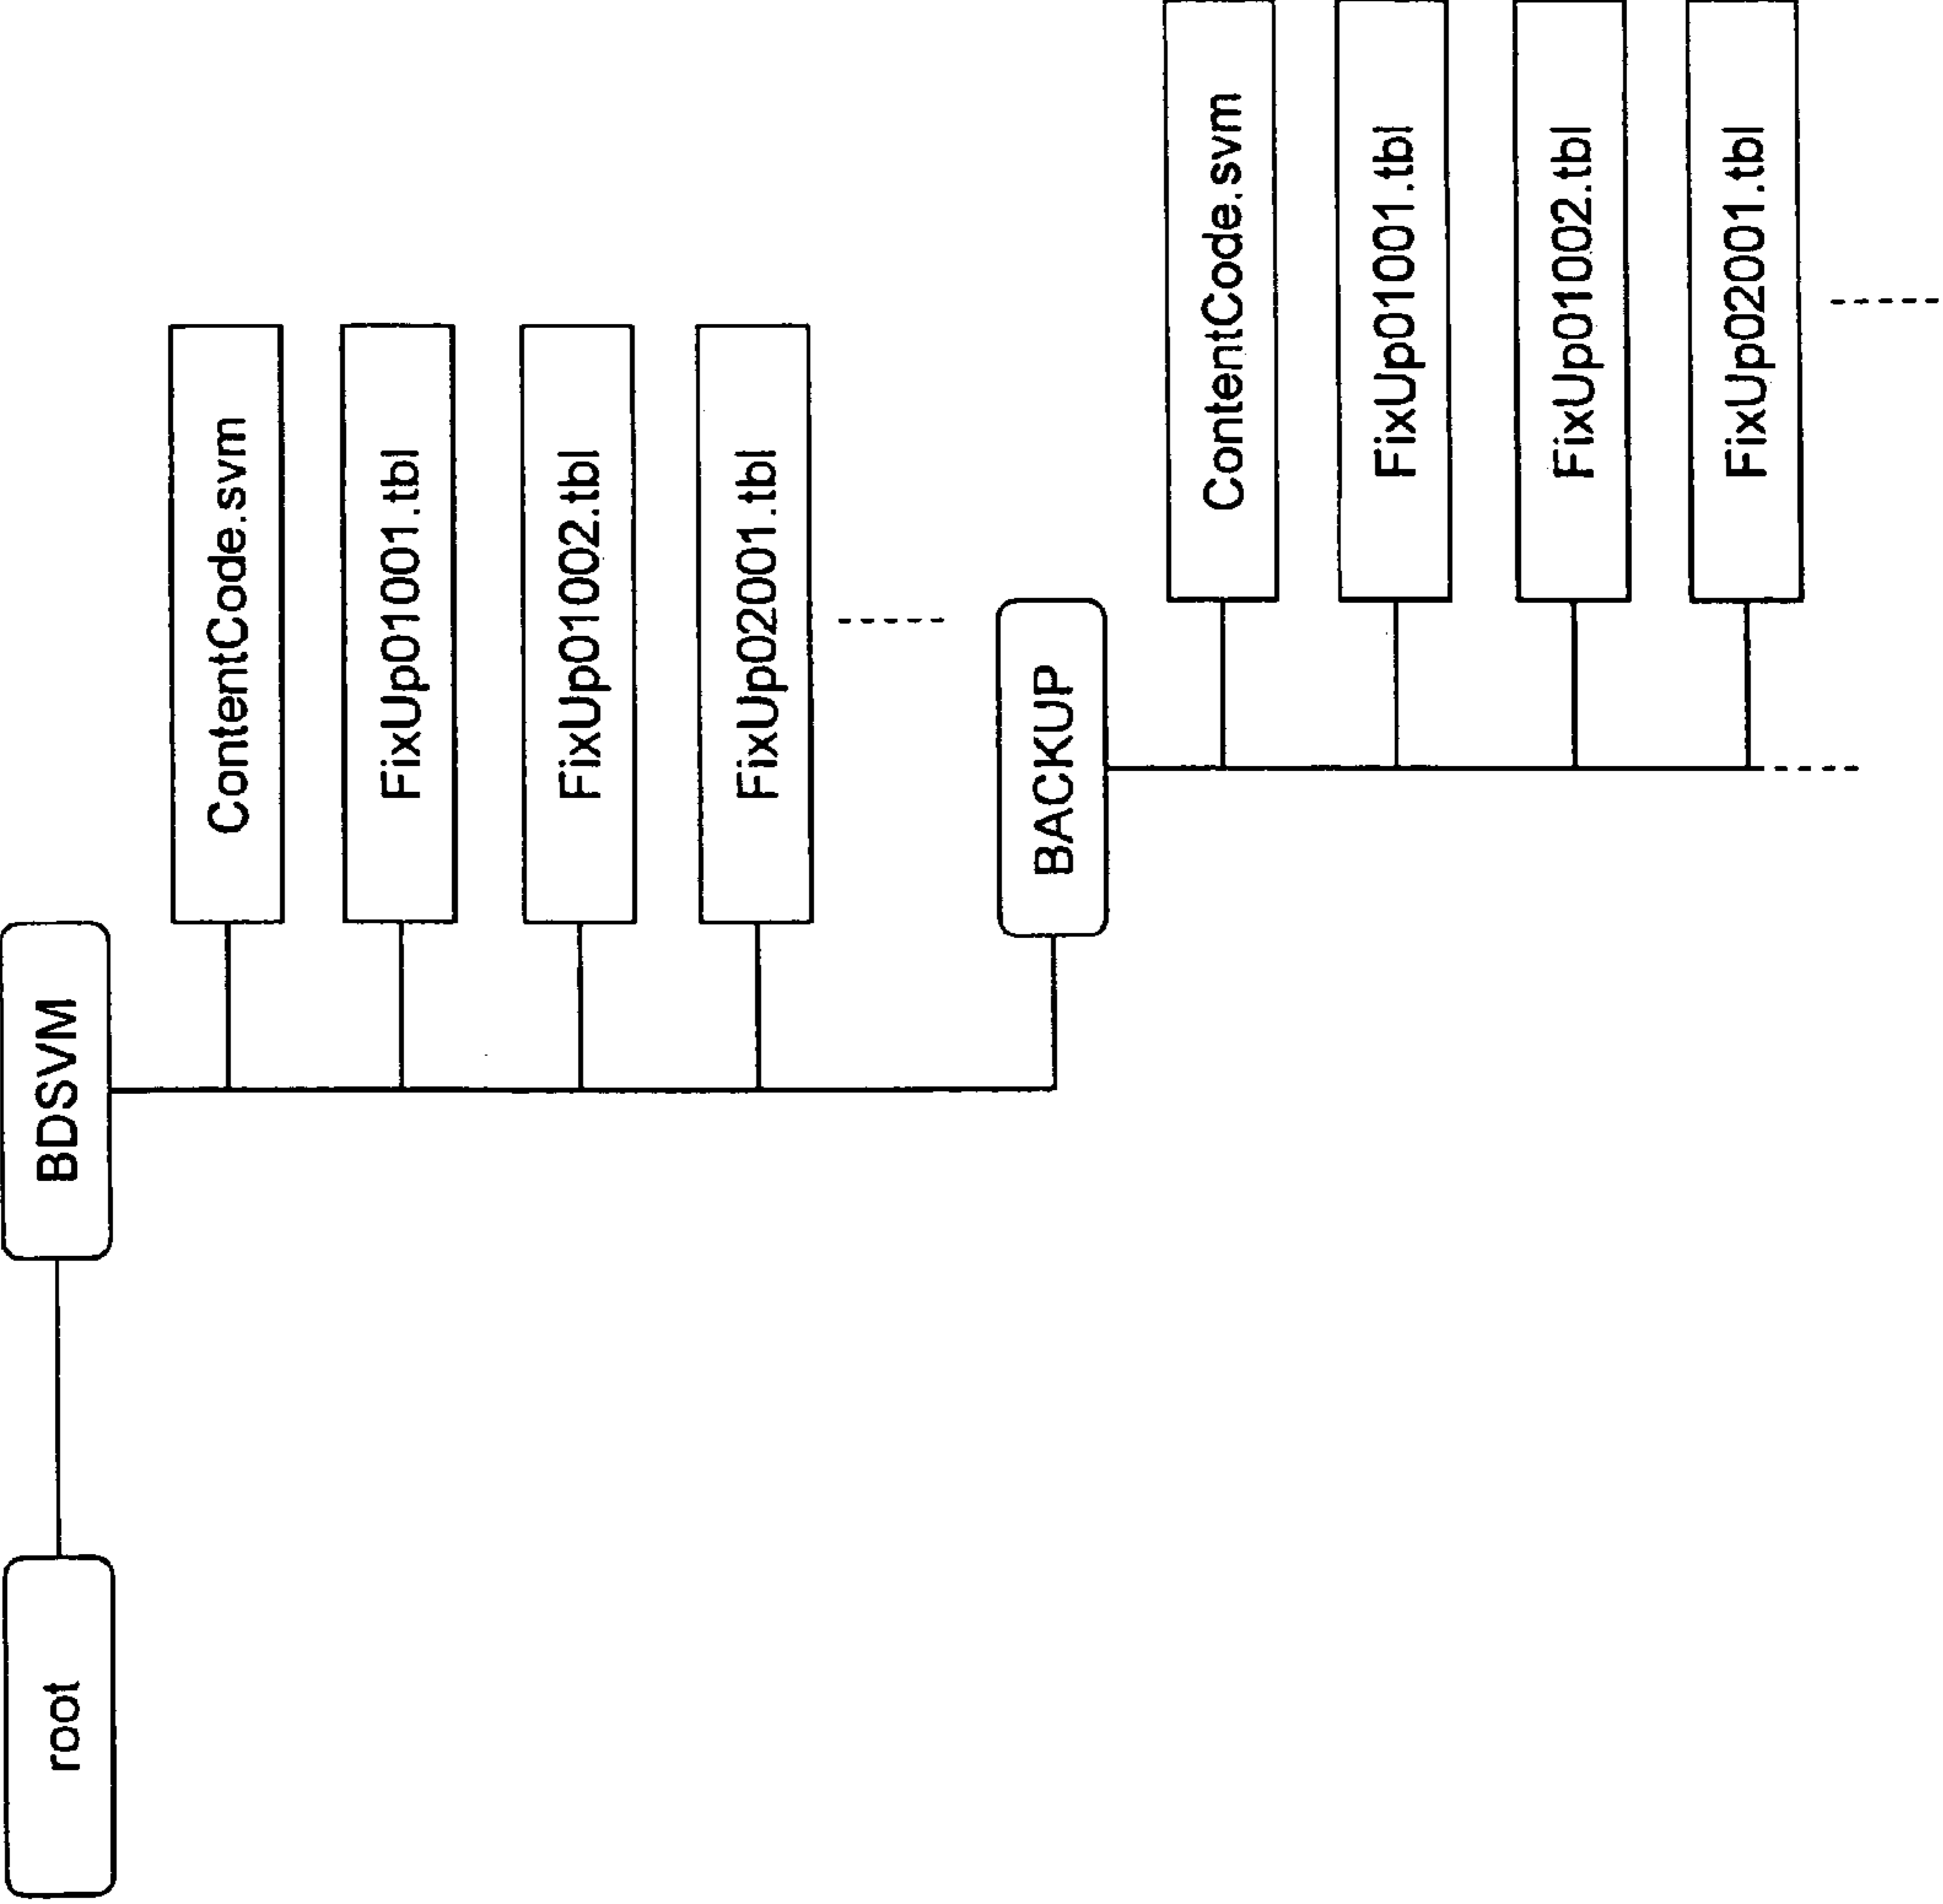 root
BDSVM
ContentCode.svm
FixUp01001.tbl
FixUp01002.tbl
FixUp02001.tbl
BACKUP
ContentCode.svm
FixUp01001.tbl
FixUp01002.tbl
FixUp02001.tbl